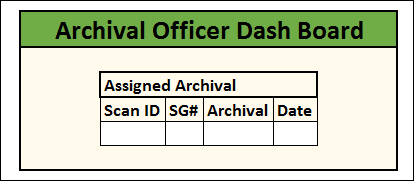 Archival Officer Dash Board
Assigned Archival
Scan ID SG# Archival Date